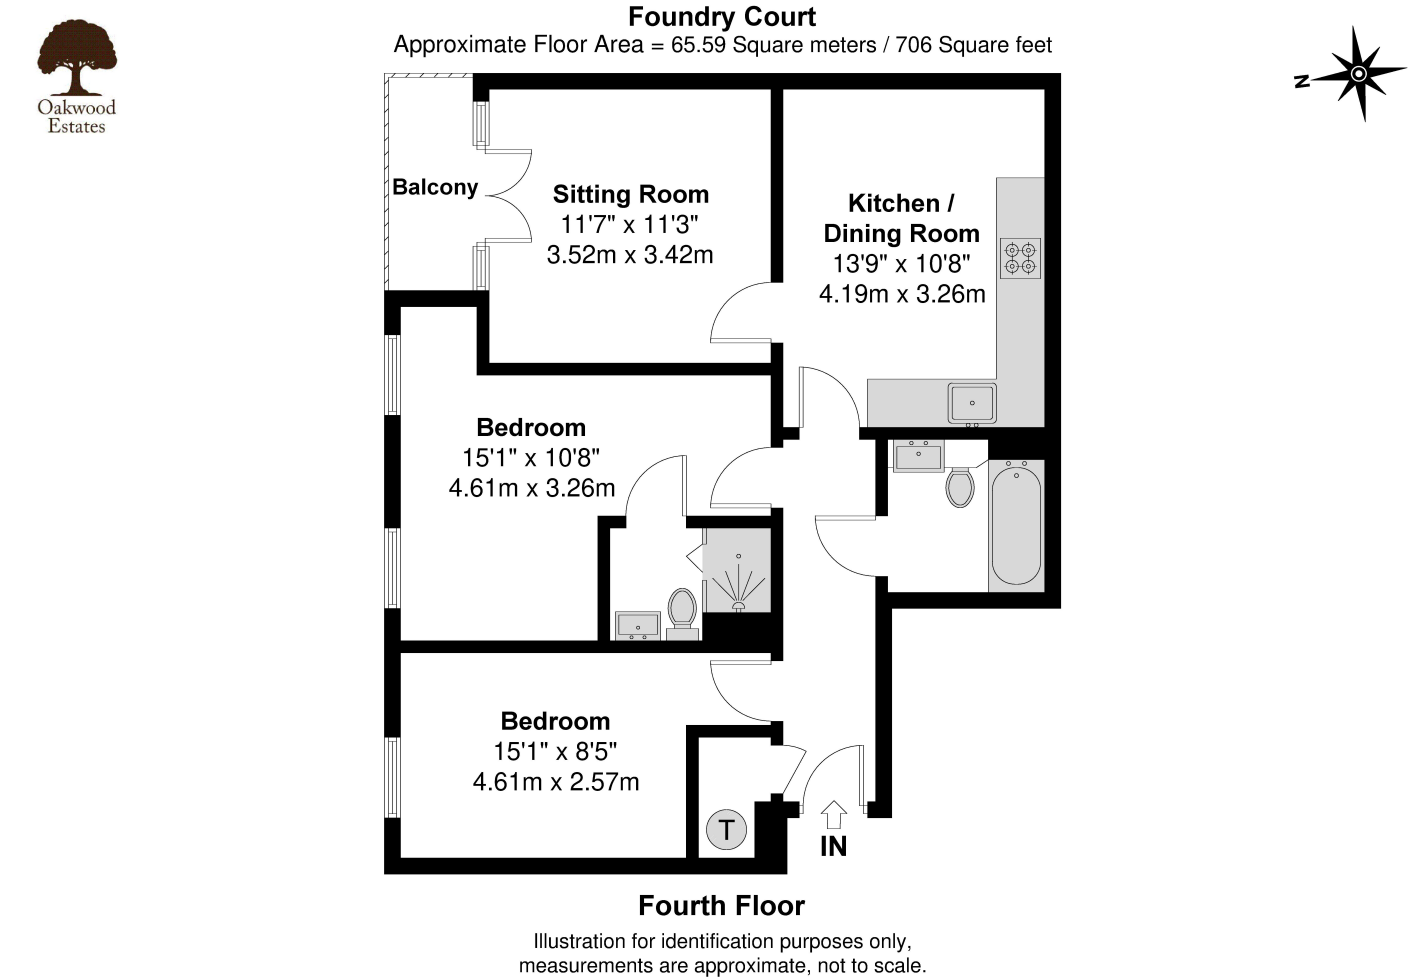 Foundry Court
Approximate Floor Area = 65.59 Square meters / 706 Square feet
Oakwood
Estates
N
Balcony
Sitting Room
11'7" x 11'3"
3.52m x 3.42m
Kitchen /
Dining Room
13'9" x 10'8"
4.19m x 3.26m
Bedroom
15'1" x 10'8"
4.61m x 3.26m
Bedroom
15'1" x 8'5"
4.61m x 2.57m
T
IN
Fourth Floor
Illustration for identification purposes only,
measurements are approximate, not to scale.